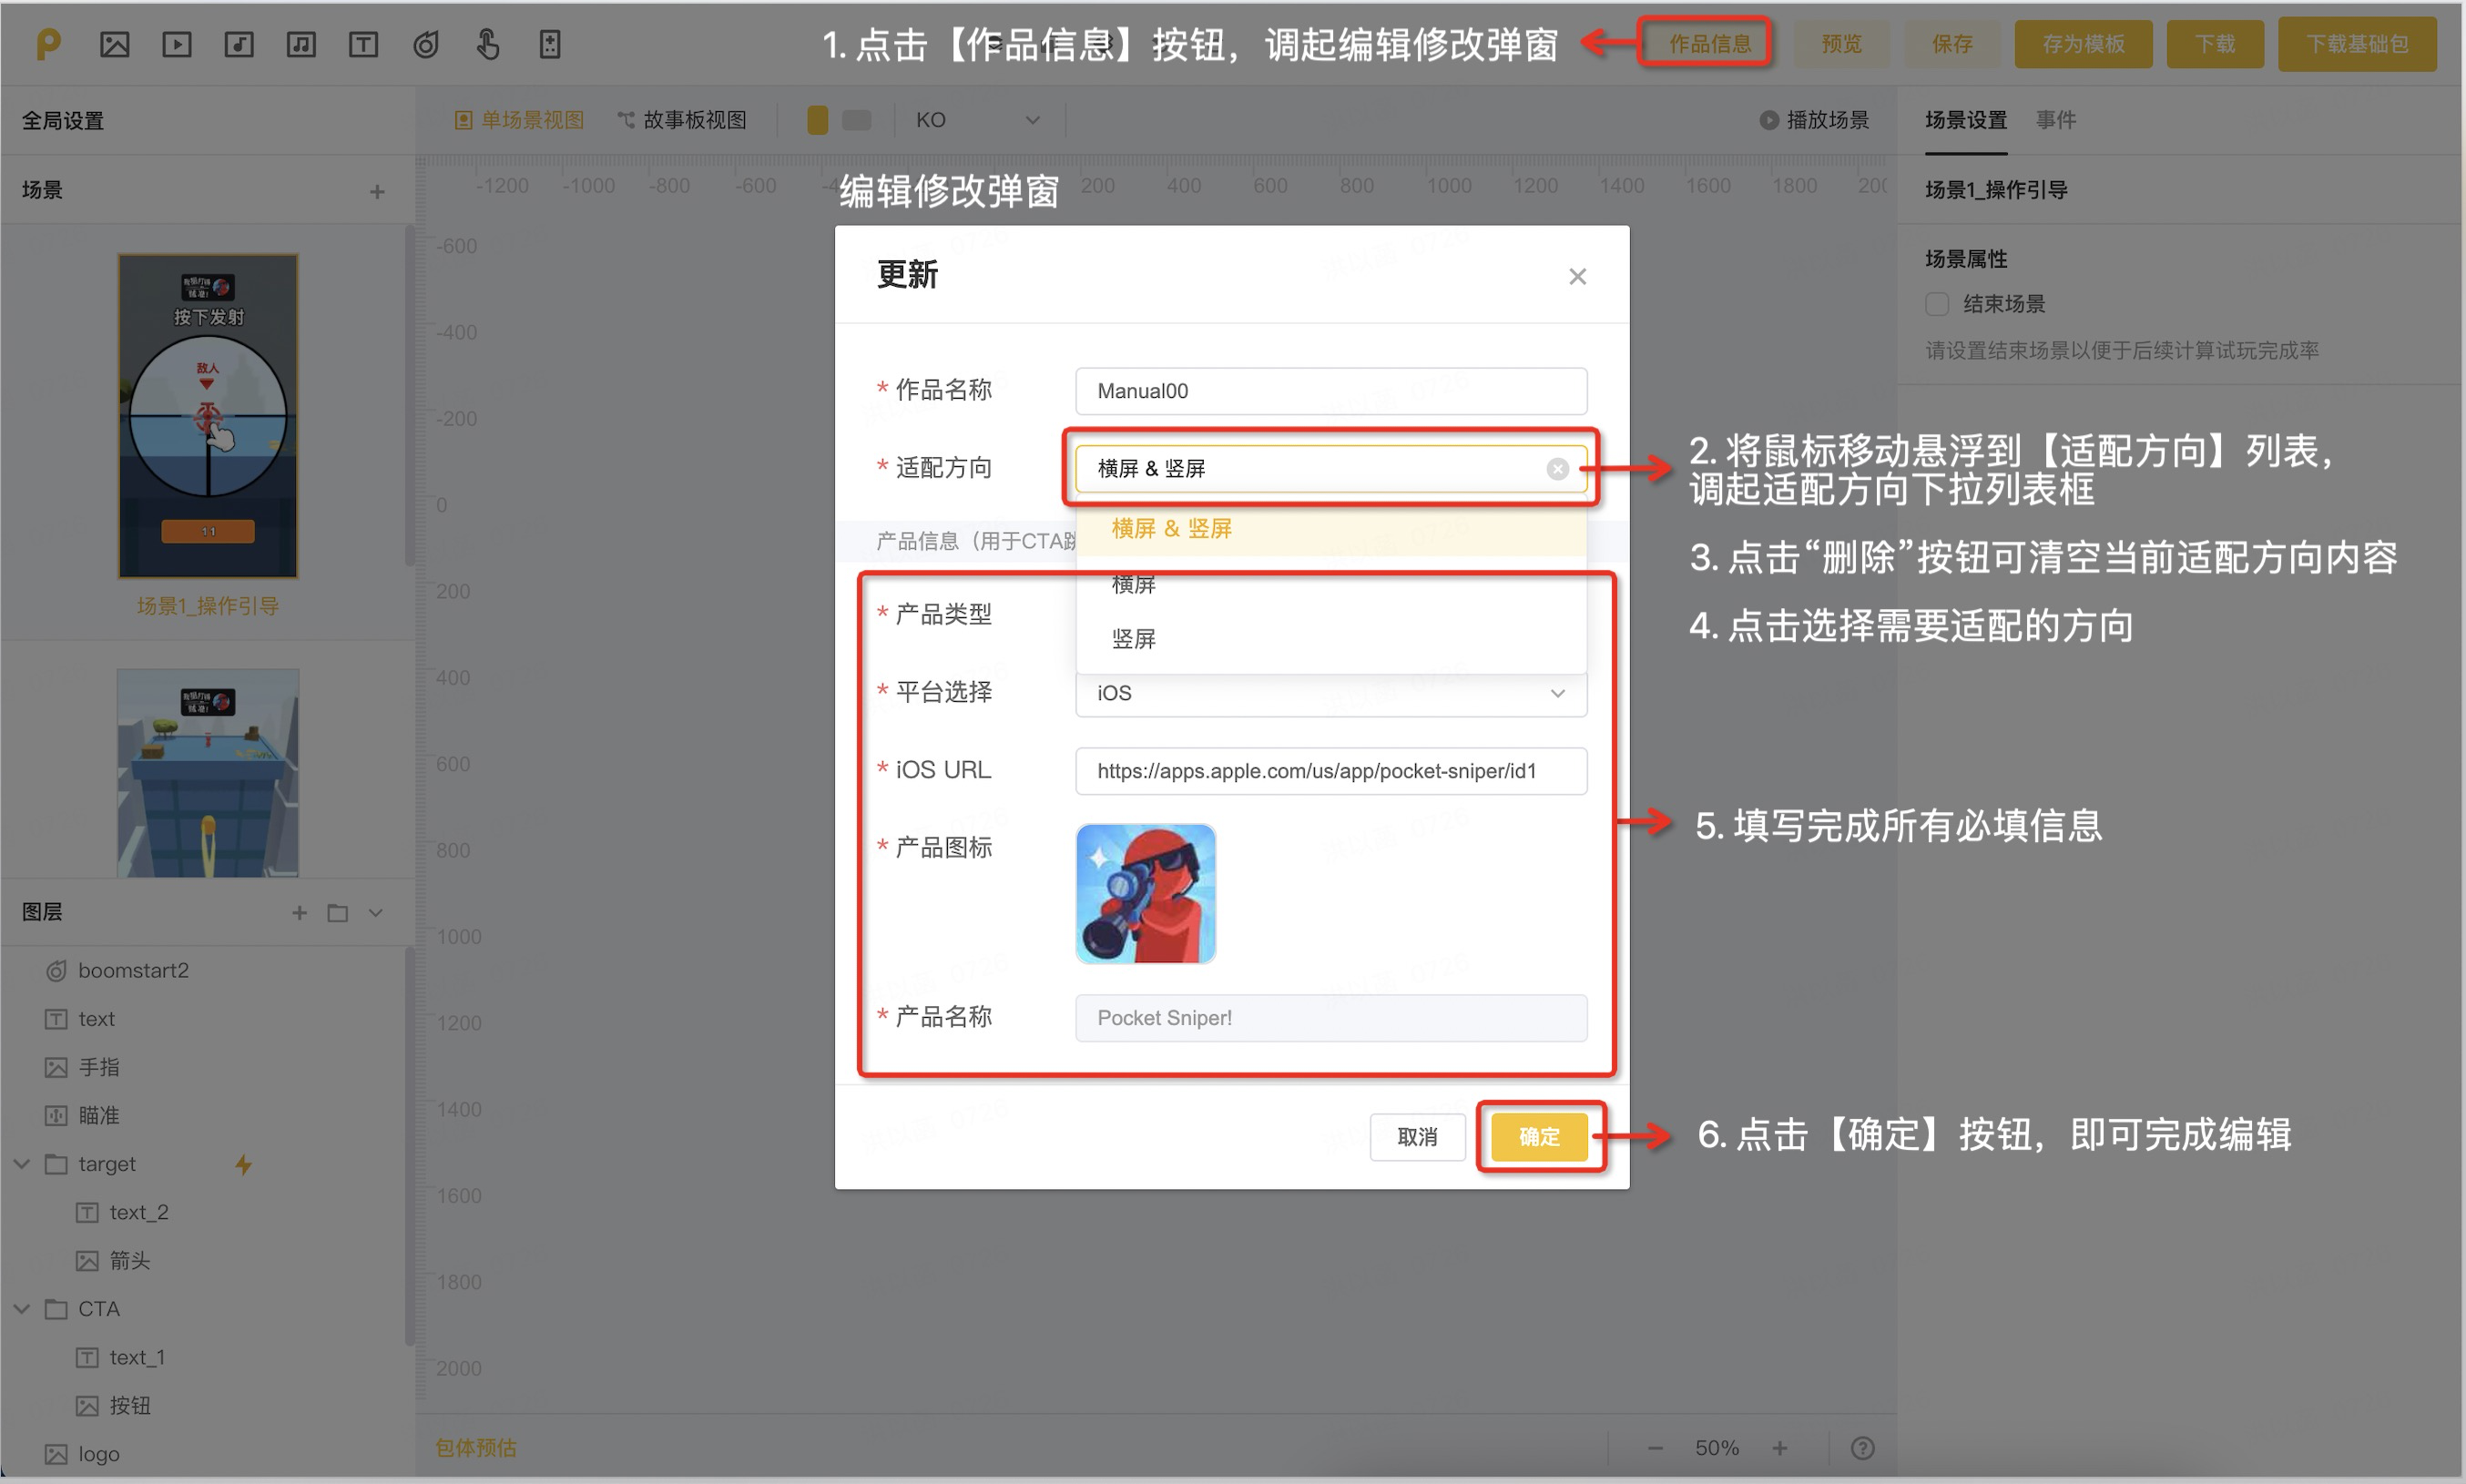 1. 点击【作品信息】按钮，调起编辑修改弹窗
作品信息
预览
保存
存为模板
下载
下载基础包
全局设置
单场景视图
故事板视图
KO
播放场景
场景设置
事件
场景
-1200 -1000 -800 -600 -4
200 400 600 800 1000 1200 1400 1600 1800 200
编辑修改弹窗
场景1_操作引导
场景属性
结束场景
请设置结束场景以便于后续计算试玩完成率
按下发射
敌人
11
场景1_操作引导
-600
-400
-200
0
200
400
600
800
1000
1200
1400
1600
1800
2000
更新
* 作品名称
Manual00
* 适配方向
横屏 & 竖屏
横屏 & 竖屏
横屏
竖屏
产品信息（用于CTA跳
* 产品类型
* 平台选择
iOS
* iOS URL
https://apps.apple.com/us/app/pocket-sniper/id1
* 产品图标
* 产品名称
Pocket Sniper!
取消
确定
2. 将鼠标移动悬浮到【适配方向】列表，
调起适配方向下拉列表框
3. 点击“删除”按钮可清空当前适配方向内容
4. 点击选择需要适配的方向
5. 填写完成所有必填信息
6. 点击【确定】按钮，即可完成编辑
图层
boomstart2
text
手指
瞄准
target
text_2
箭头
CTA
text_1
按钮
logo
包体预估
50%